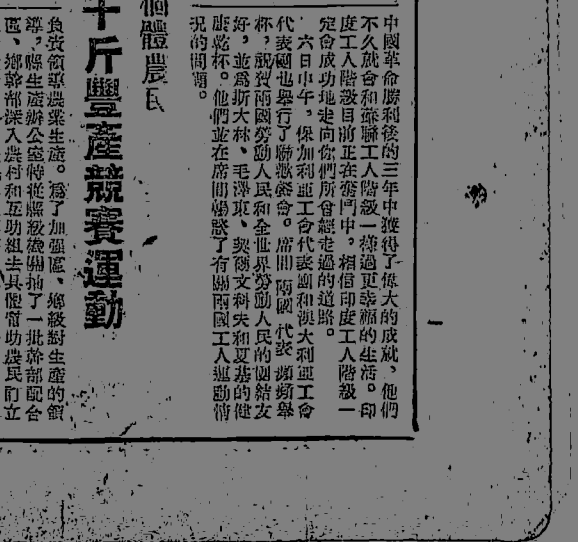 中國革命勝利後的三年中獲得了偉大的成就，他們
不久就會和蘇聯工人階級一樣過更幸福的生活。印
度工人階級目前正在奮鬥中，相信印度工人階級一
定會成功地走向你們所曾經走過的道路。
六日中午，保加利亞工會代表團和澳大利亞工會
代表團也舉行了聯歡餐會。席間兩國代表頻頻舉
杯，祝賀兩國勞動人民和全世界勞動人民的團結友
好，並爲斯大林、毛澤東、契爾文科夫和夏基的健
康乾杯。他們並在席間暢談了有關兩國工人運動情
況的問題。
個體農民
十斤豐產競賽運動
負責領導農業生產。爲了加强區、鄉級對生產的領
導，縣生產辦公室特從縣級機關抽了一批幹部配合
區、鄉幹部深入農村和互助組去具體幫助農民訂立